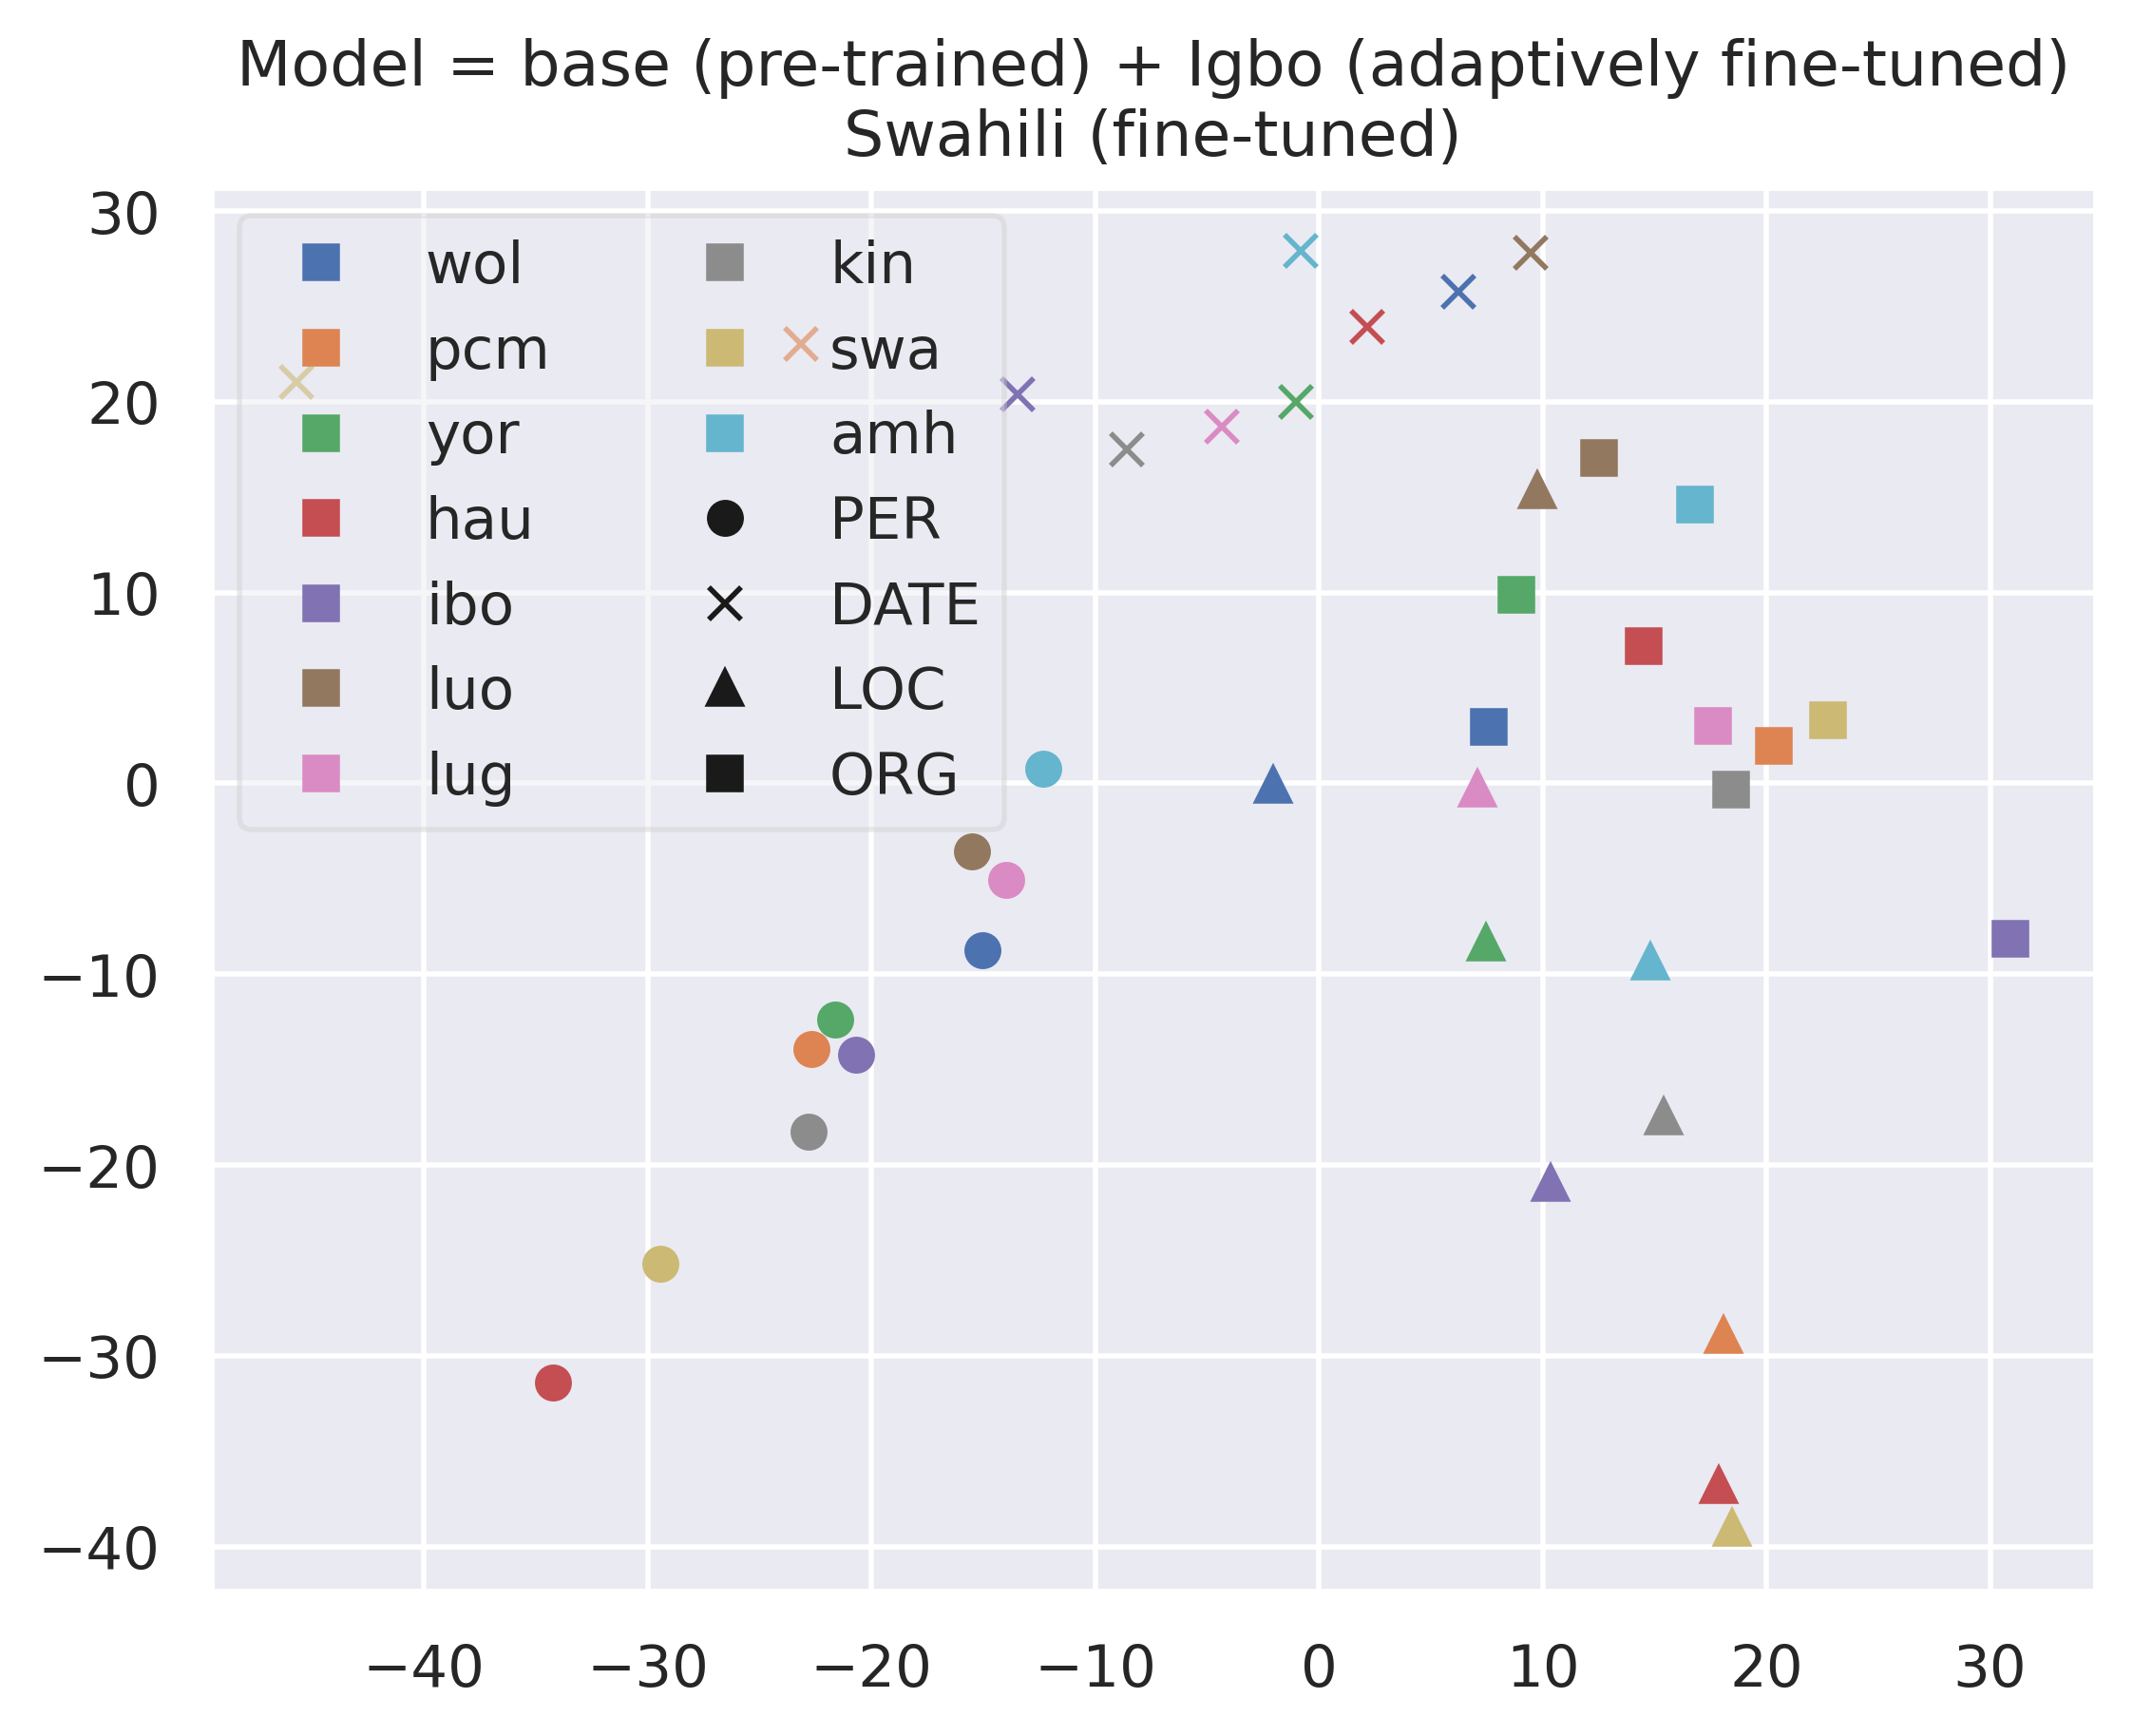 Model = base (pre-trained) + Igbo (adaptively fine-tuned)
Swahili (fine-tuned)
30
20
10
0
−10
−20
−30
−40
wol
pcm
yor
hau
ibo
luo
lug
kin
swa
amh
PER
DATE
LOC
ORG
−40 −30 −20 −10 0 10 20 30